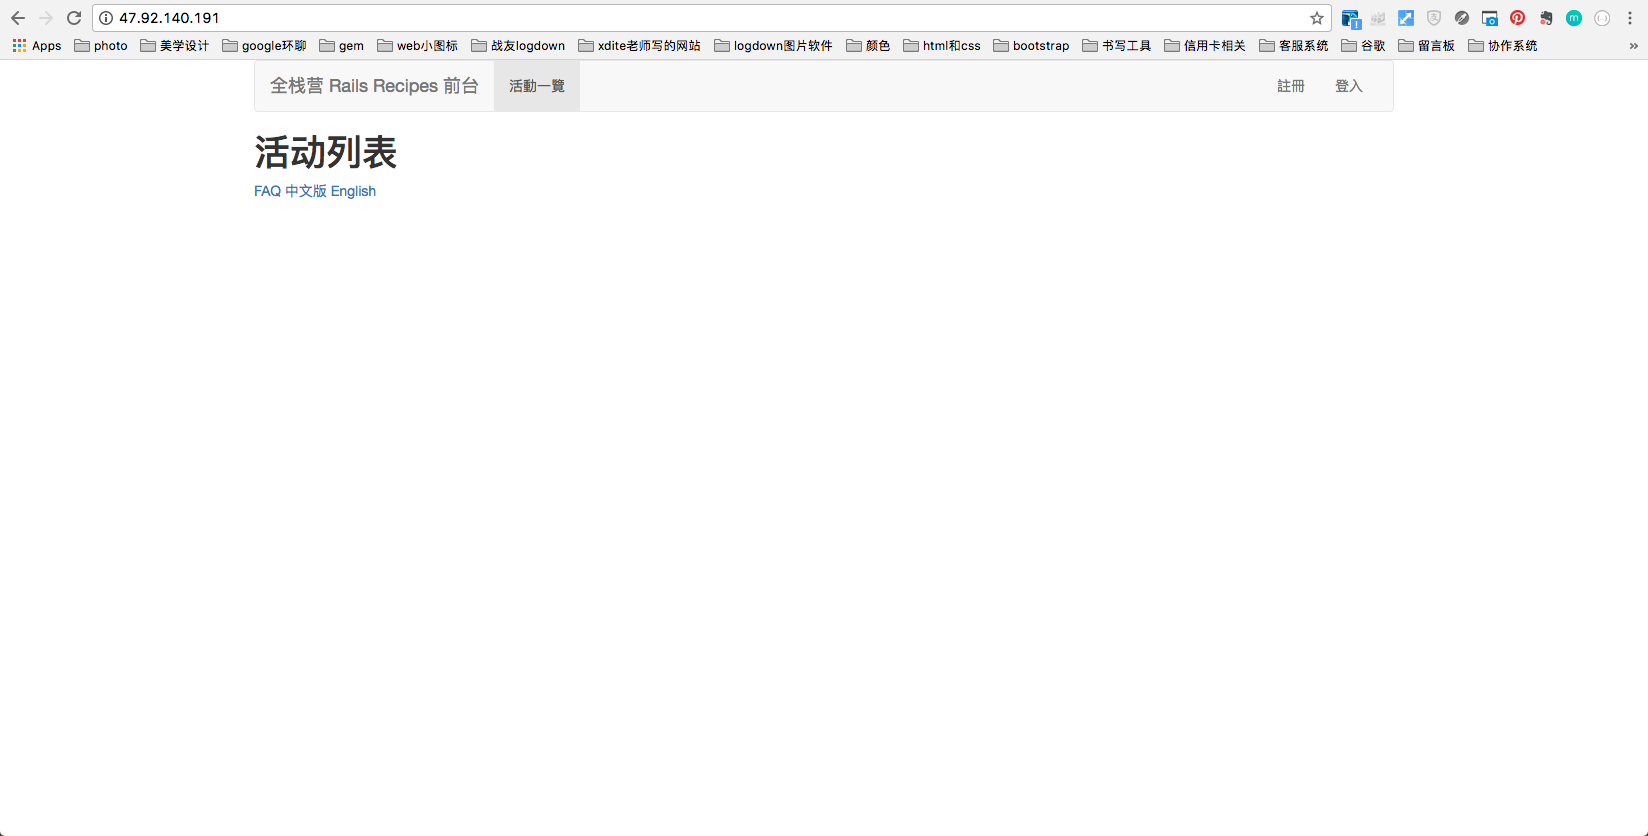 47.92.140.191
Apps photo 美学设计 google环聊 gem web小图标 战友logdown xdite老师写的网站 logdown图片软件 颜色 html和css bootstrap 书写工具 信用卡相关 客服系统 谷歌 留言板 协作系统 »
全栈营 Rails Recipes 前台 活動一覽 註冊 登入
活动列表
FAQ 中文版 English